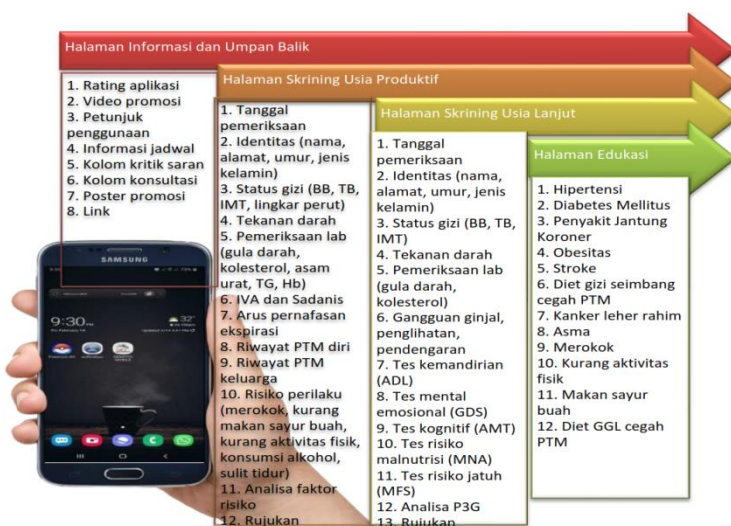 Halaman Informasi dan Umpan Balik
1. Rating aplikasi
2. Video promosi
3. Petunjuk
penggunaan
4. Informasi jadwal
5. Kolom kritik saran
6. Kolom konsultasi
7. Poster promosi
8. Link
Halaman Skrining Usia Produktif
1. Tanggal
pemeriksaan
2. Identitas (nama,
alamat, umur, jenis
kelamin)
3. Status gizi (BB, TB,
IMT, lingkar perut)
4. Tekanan darah
5. Pemeriksaan lab
(gula darah,
kolesterol, asam
urat, TG, Hb)
6. IVA dan Sadanis
7. Arus pernafasan
ekspirasi
8. Riwayat PTM diri
9. Riwayat PTM
keluarga
10. Risiko perilaku
(merokok, kurang
makan sayur buah,
kurang aktivitas fisik,
konsumsi alkohol,
sulit tidur)
11. Analisa faktor
risiko
12. Rujukan
Halaman Skrining Usia Lanjut
1. Tanggal
pemeriksaan
2. Identitas (nama,
alamat, umur, jenis
kelamin)
3. Status gizi (BB, TB,
IMT)
4. Tekanan darah
5. Pemeriksaan lab
(gula darah,
kolesterol)
6. Gangguan ginjal,
penglihatan,
pendengaran
7. Tes kemandirian
(ADL)
8. Tes mental
emosional (GDS)
9. Tes kognitif (AMT)
10. Tes risiko
malnutrisi (MNA)
11. Tes risiko jatuh
(MFS)
12. Analisa P3G
13. Rujukan
Halaman Edukasi
1. Hipertensi
2. Diabetes Mellitus
3. Penyakit Jantung
Koroner
4. Obesitas
5. Stroke
6. Diet gizi seimbang
cegah PTM
7. Kanker leher rahim
8. Asma
9. Merokok
10. Kurang aktivitas
fisik
11. Makan sayur
buah
12. Diet GGL cegah
PTM
SAMSUNG
9:30
32°